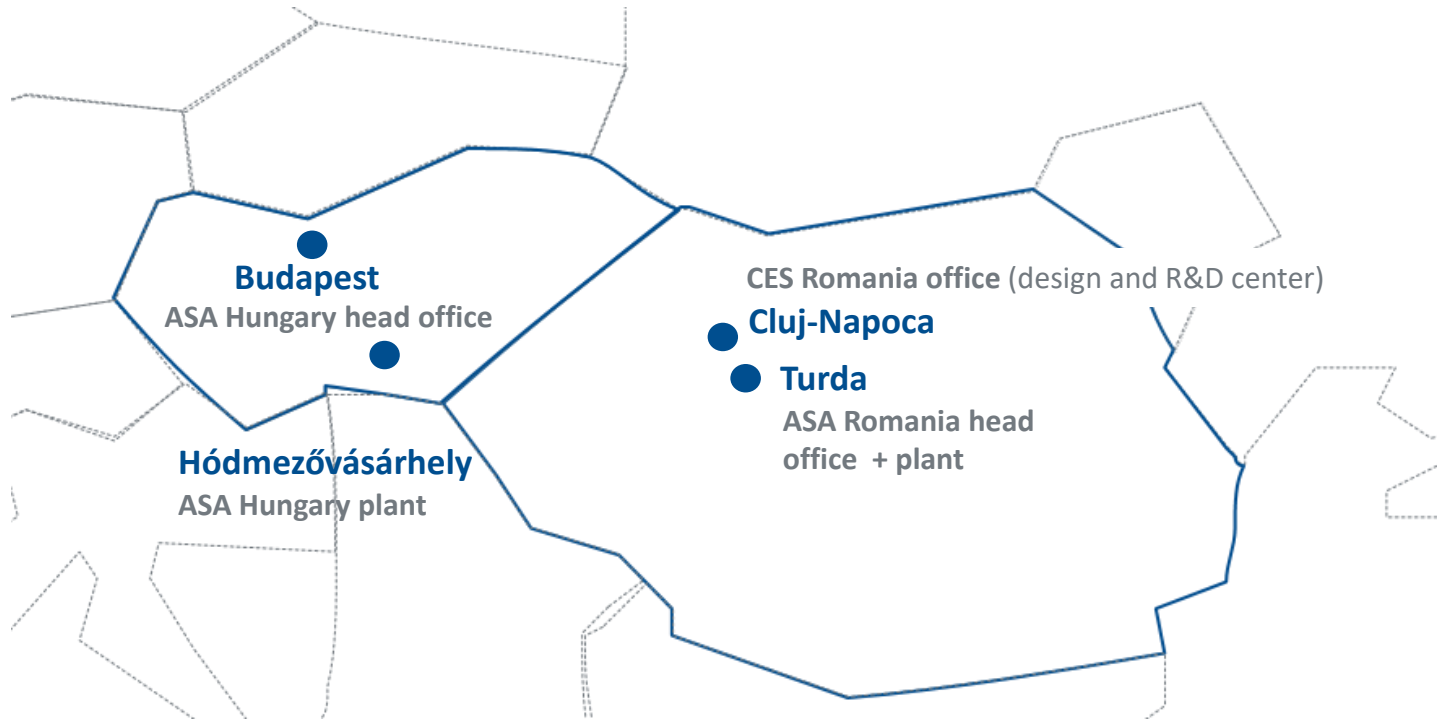 Budapest
ASA Hungary head office
Hódmezővásárhely
ASA Hungary plant
CES Romania office (design and R&D center)
Cluj-Napoca
Turda
ASA Romania head
office + plant